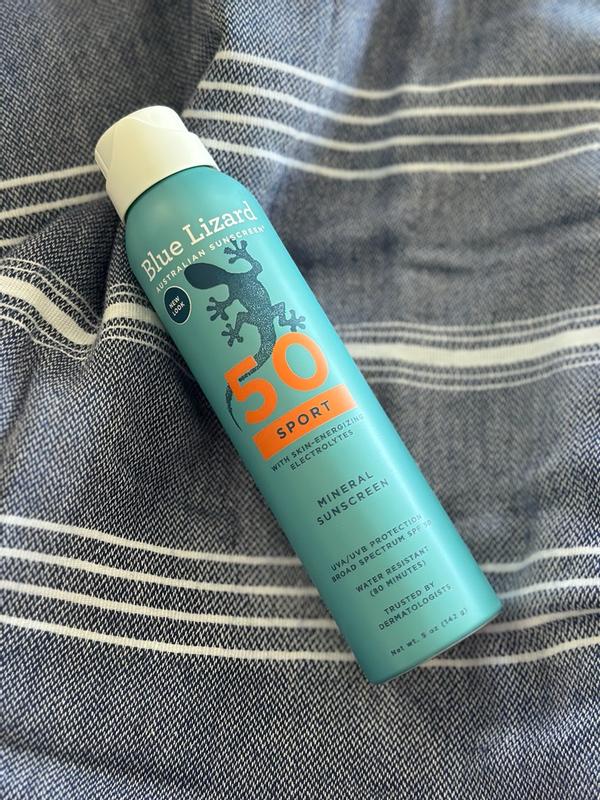 Blue Lizard
AUSTRALIAN SUNSCREEN®
NEW
LOOK
50
SPORT
WITH SKIN-ENERGIZING
ELECTROLYTES
MINERAL
SUNSCREEN
UVA/UVB PROTECTION
BROAD SPECTRUM SPF 50
WATER RESISTANT
(80 MINUTES)
TRUSTED BY
DERMATOLOGISTS
Net wt. 5 oz (142 g)